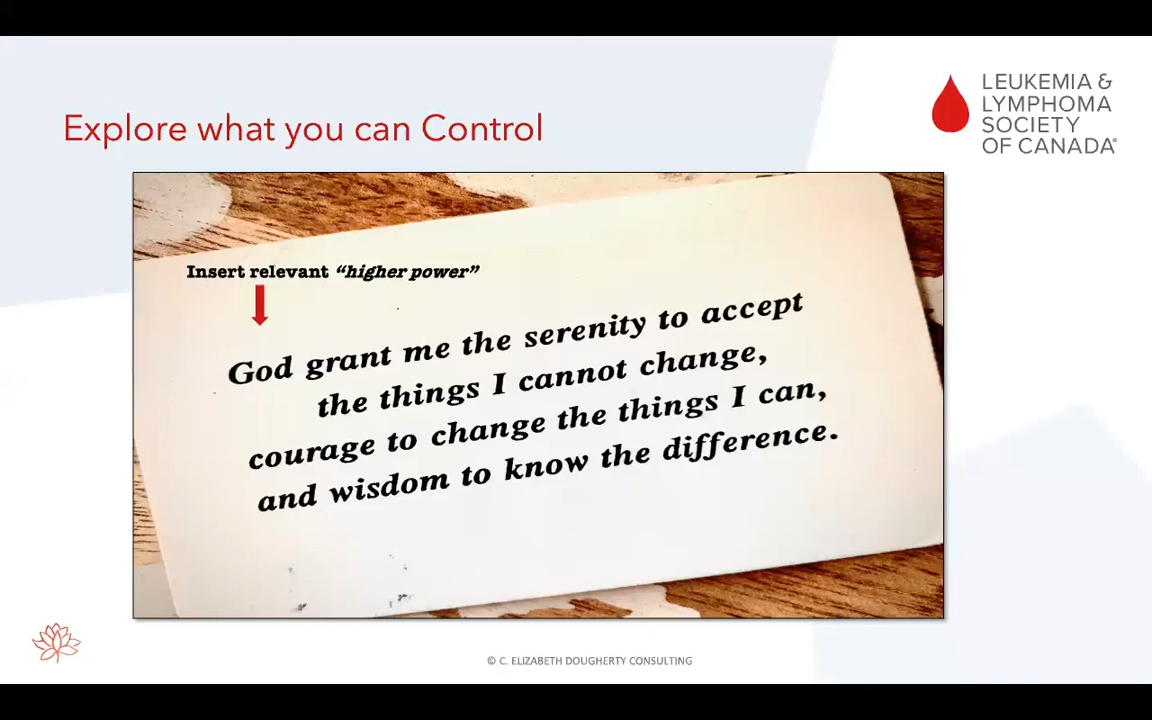 LEUKEMIA &
LYMPHOMA
SOCIETY
OF CANADA®
Explore what you can Control
Insert relevant “higher power”
God grant me the serenity to accept
the things I cannot change,
courage to change the things I can,
and wisdom to know the difference.
© C. ELIZABETH DOUGHERTY CONSULTING